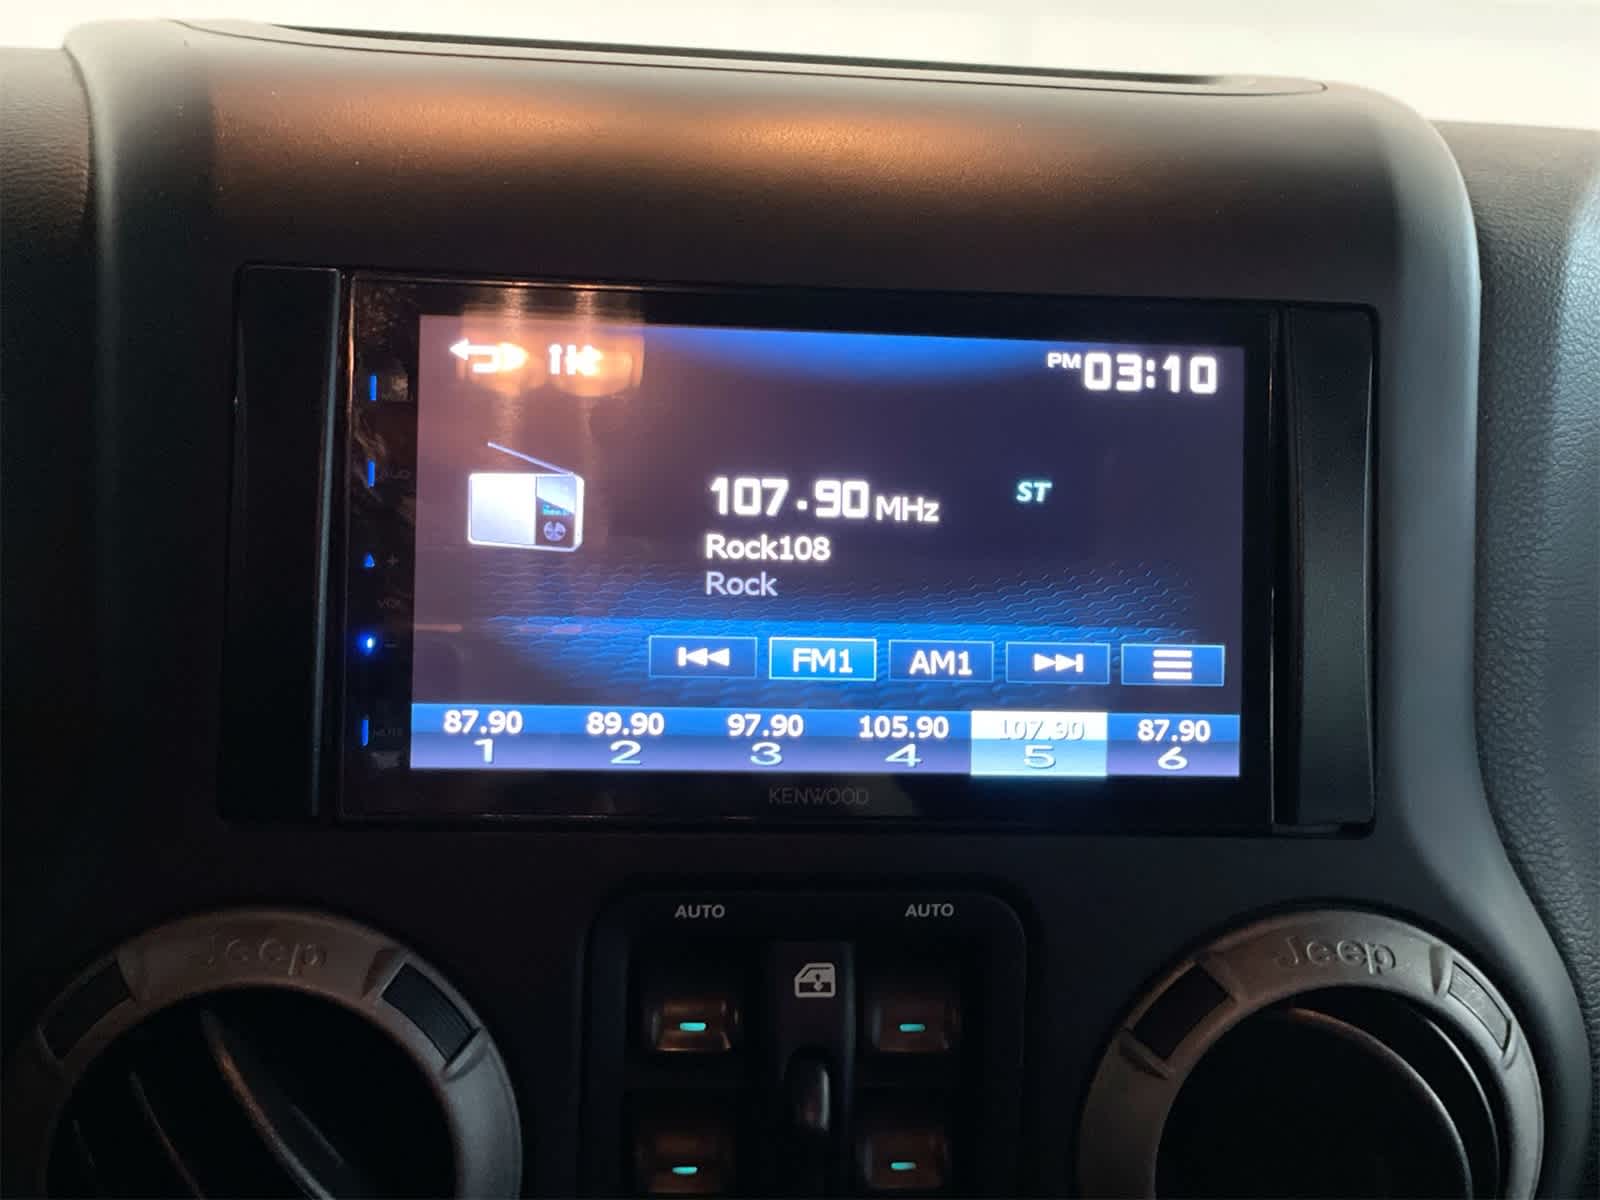 PM 03:10
107.90 MHz ST
Rock108
Rock
FM1 AM1
VOL
87.90 89.90 97.90 105.90 107.90 87.90
1 2 3 4 5 6
KENWOOD
AUTO AUTO
Jeep Jeep